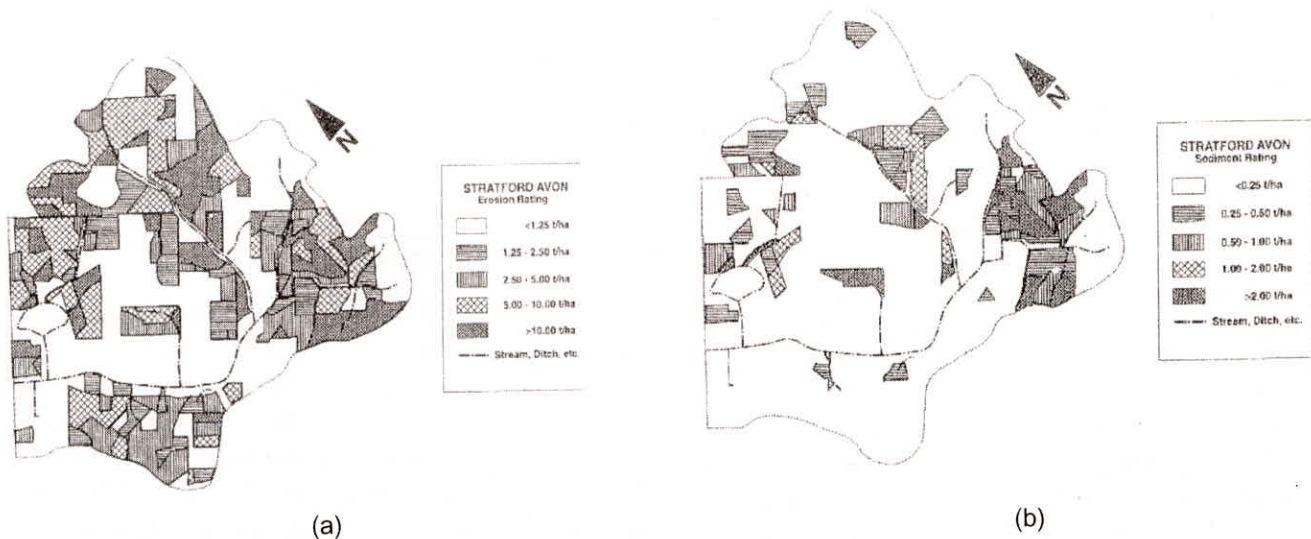 N
STRATFORD AVON
Erosion Rating
<1.25 t/ha
1.25 - 2.50 t/ha
2.50 - 5.00 t/ha
5.00 - 10.00 t/ha
>10.00 t/ha
Stream, Ditch, etc.
(a)
N
STRATFORD AVON
Sediment Rating
<0.25 t/ha
0.25 - 0.50 t/ha
0.50 - 1.00 t/ha
1.00 - 2.00 t/ha
>2.00 t/ha
Stream, Ditch, etc.
(b)